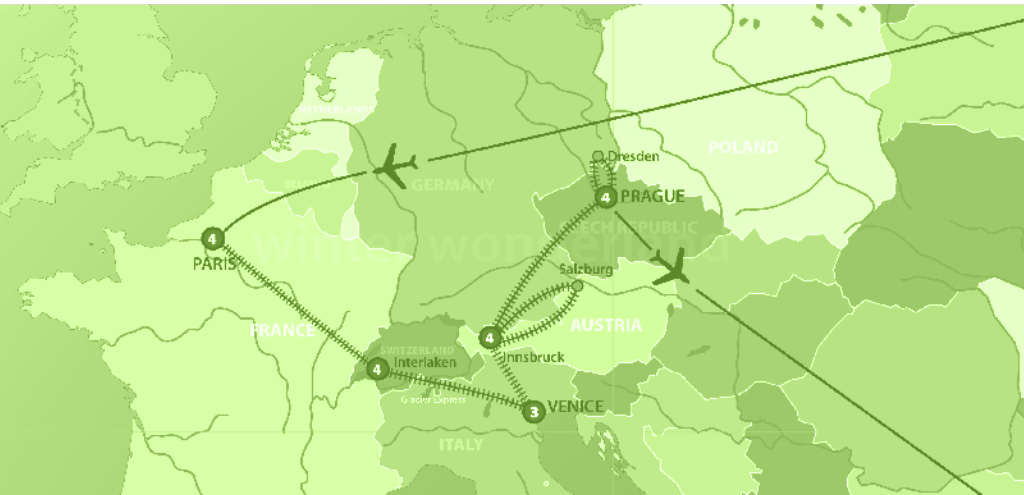 NETHERLANDS
Dresden
POLAND
GERMANY
4 PRAGUE
CZECH REPUBLIC
winter wonderland
4
PARIS
Salzburg
FRANCE
AUSTRIA
4
Innsbruck
SWITZERLAND
Interlaken
4
Glacier Express
3 VENICE
ITALY